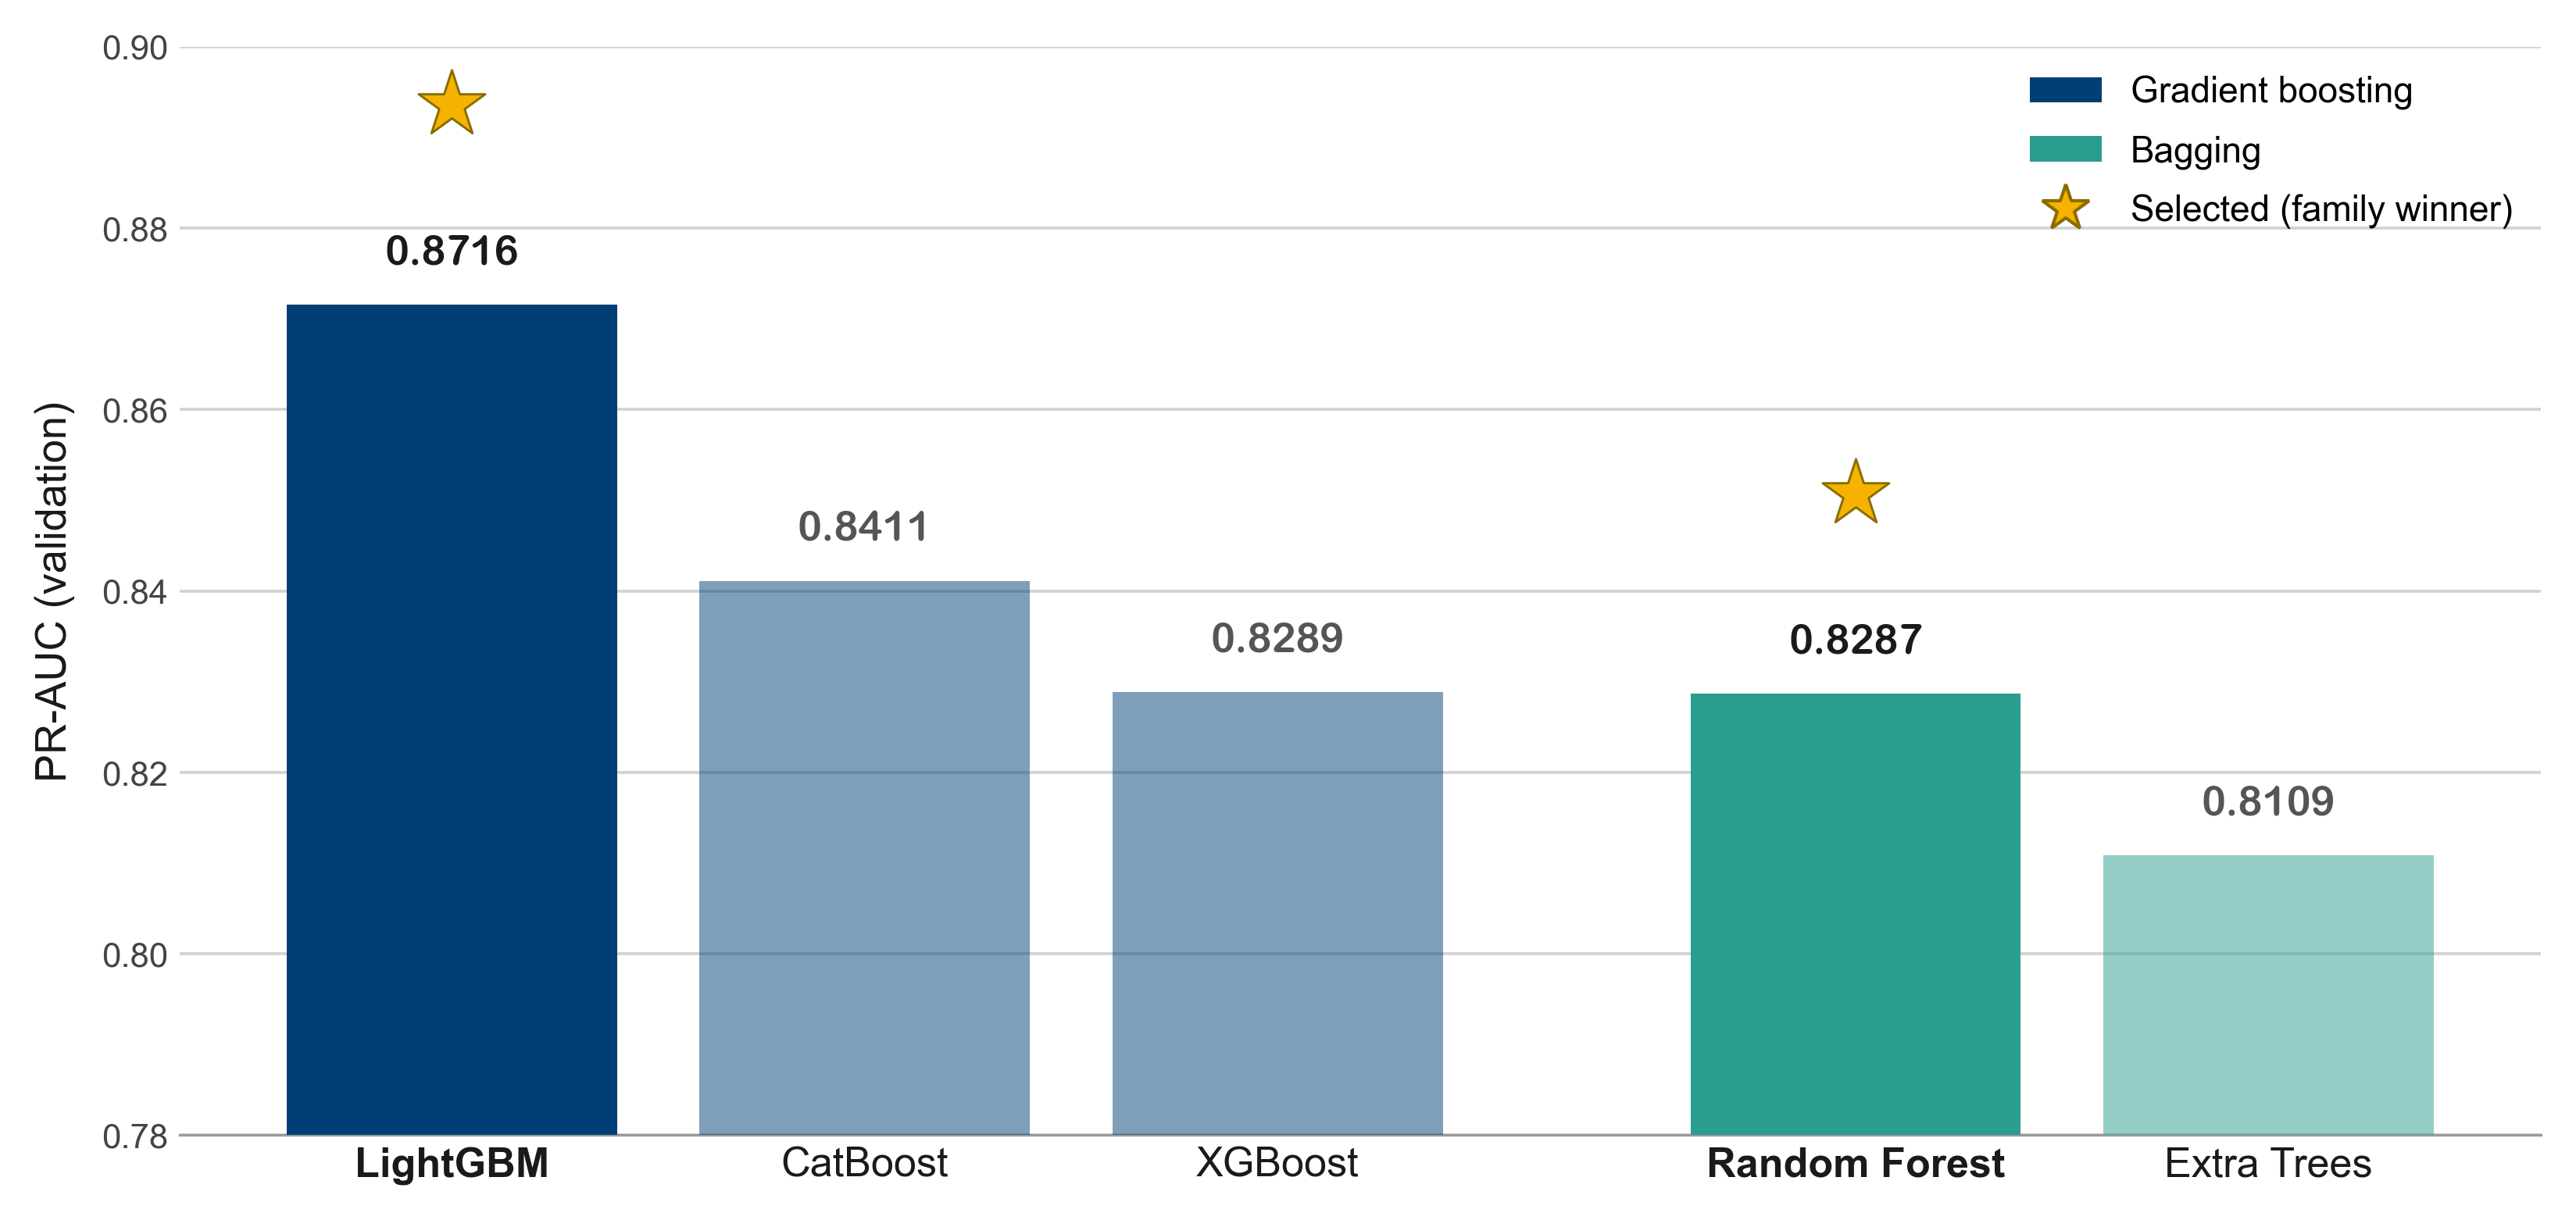 0.90
0.88
0.86
0.84
0.82
0.80
0.78
PR-AUC (validation)
Gradient boosting
Bagging
Selected (family winner)
0.8716
0.8411
0.8289
0.8287
0.8109
LightGBM
CatBoost
XGBoost
Random Forest
Extra Trees